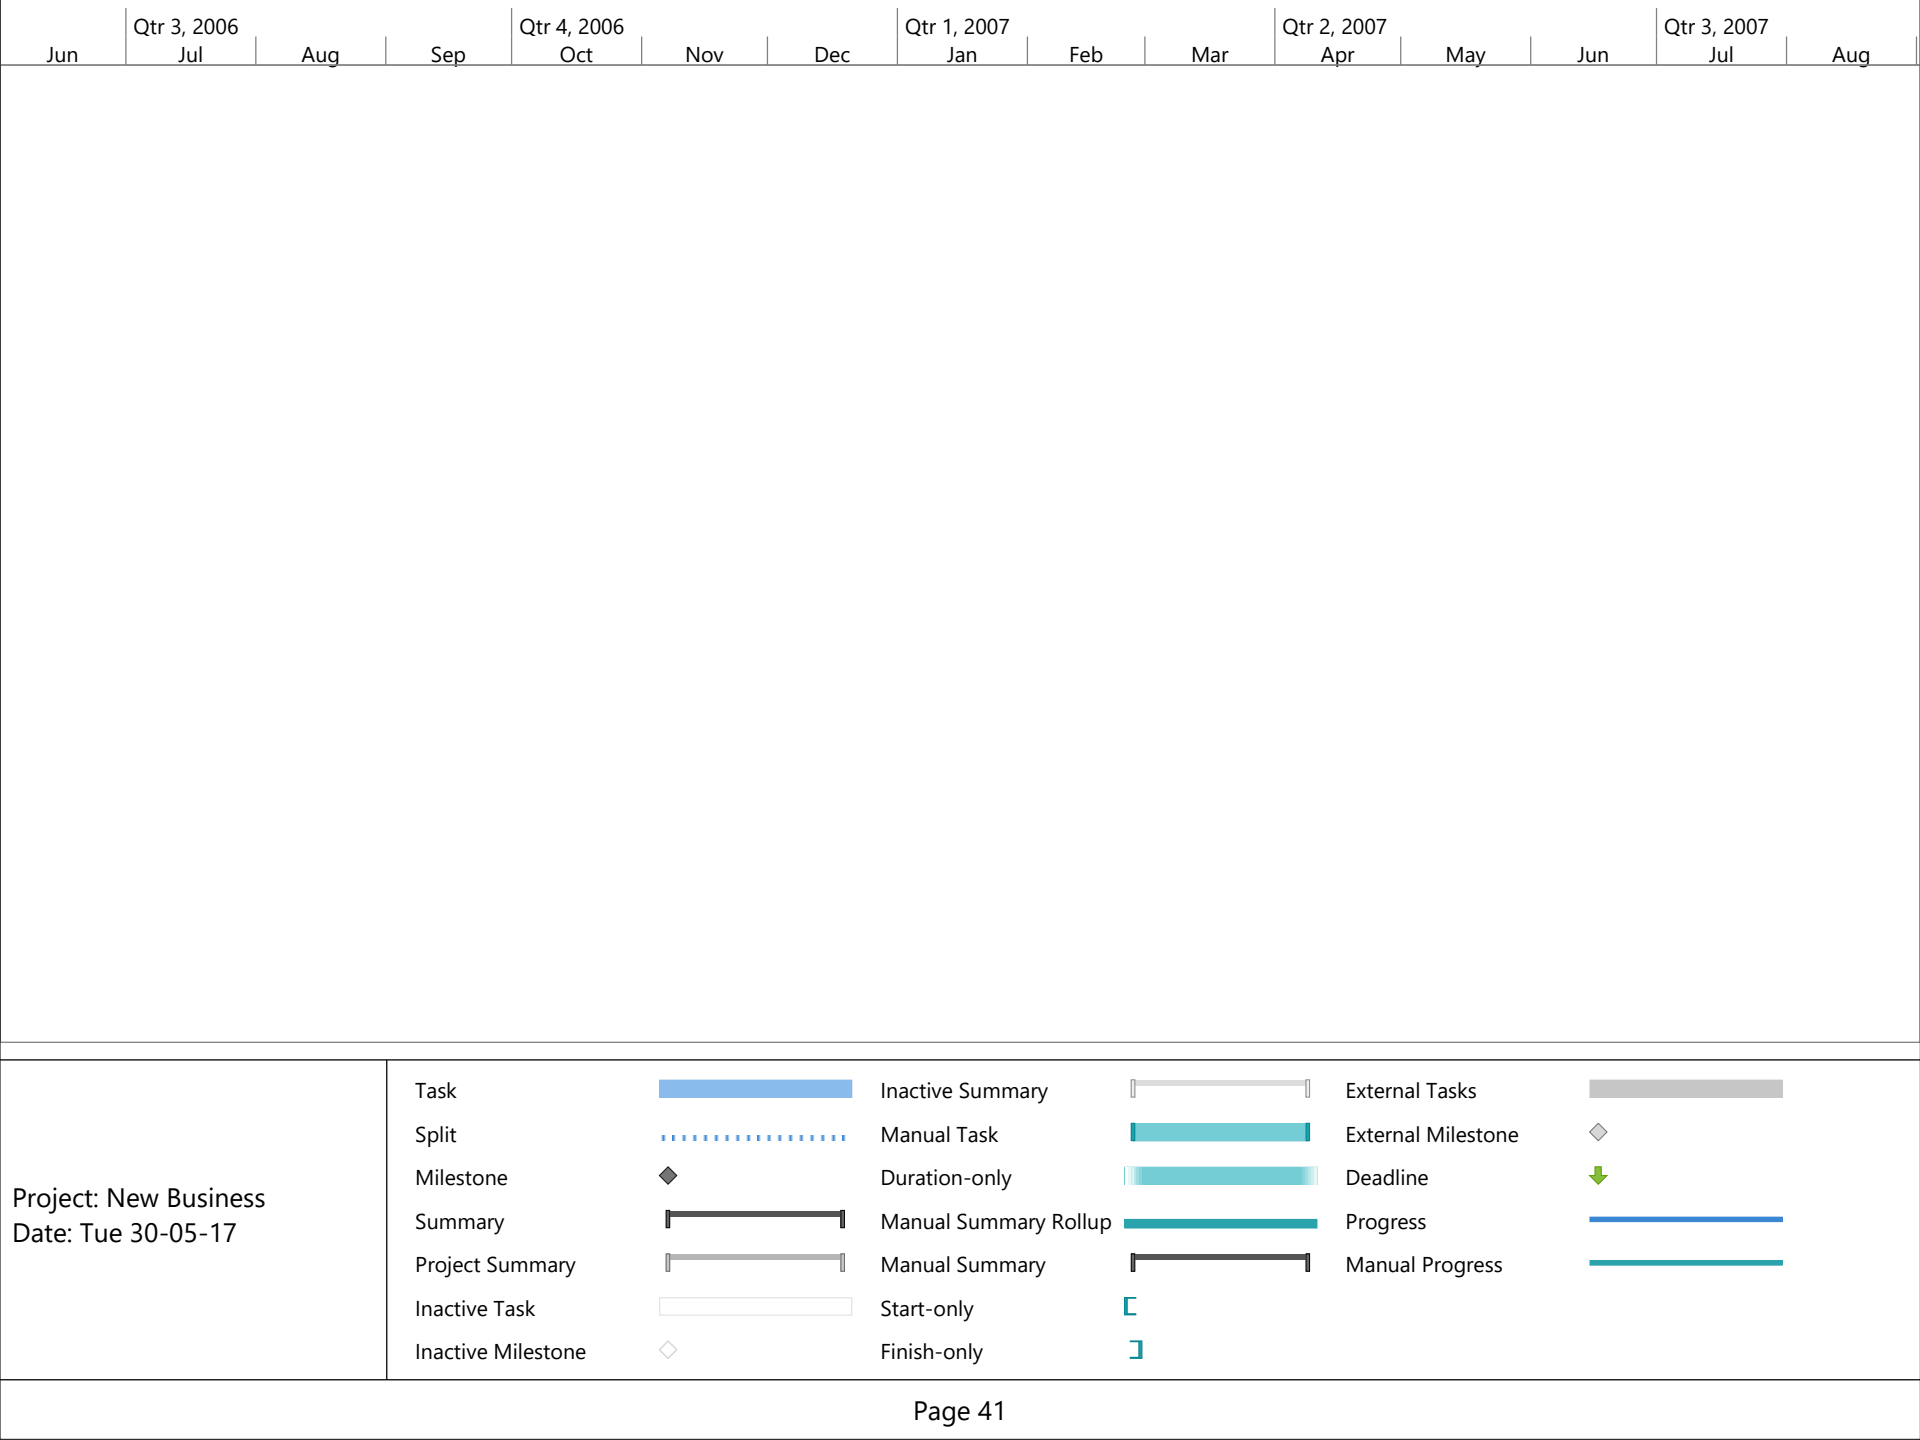 Qtr 3, 2006 Qtr 4, 2006 Qtr 1, 2007 Qtr 2, 2007 Qtr 3, 2007
Jun Jul Aug Sep Oct Nov Dec Jan Feb Mar Apr May Jun Jul Aug
Project: New Business
Date: Tue 30-05-17
Task
Split
Milestone
Summary
Project Summary
Inactive Task
Inactive Milestone
Inactive Summary
Manual Task
Duration-only
Manual Summary Rollup
Manual Summary
Start-only
Finish-only
External Tasks
External Milestone
Deadline
Progress
Manual Progress
Page 41